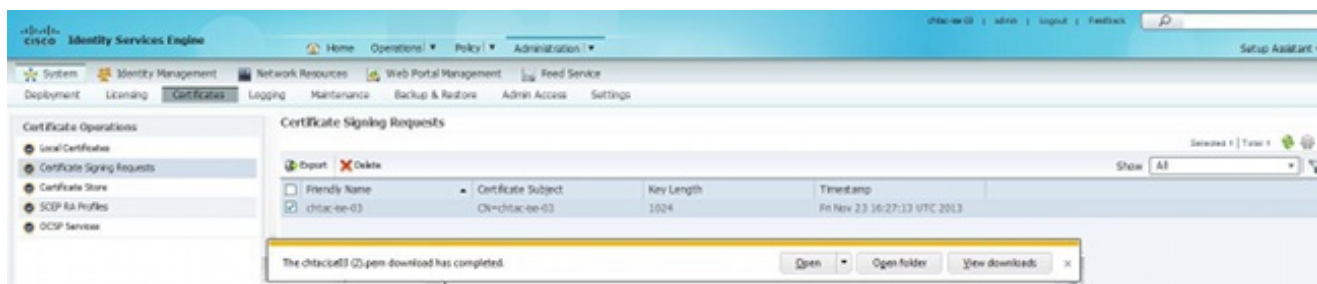 chtac-ise-03 | admin | Logout | Feedback
CISCO Identity Services Engine
Home Operations Policy Administration
Setup Assistant
System Identity Management Network Resources Web Portal Management Feed Service
Deployment Licensing Certificates Logging Maintenance Backup & Restore Admin Access Settings
Certificate Operations
Local Certificates
Certificate Signing Requests
Certificate Store
SCEP RA Profiles
OCSP Services
Certificate Signing Requests
Selected 1 | Total 1
Export Delete
Show All
Friendly Name Certificate Subject Key Length Timestamp
chtac-ise-03 CN=chtac-ise-03 1024 Fri Nov 23 16:27:13 UTC 2013
The chtacise03 (2).pem download has completed.
Open Open folder View downloads ×